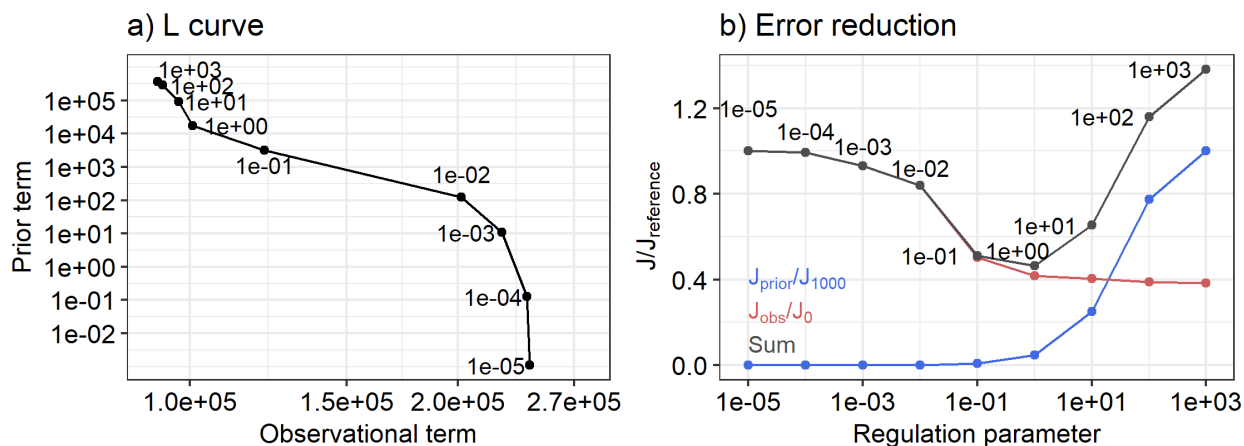 a) L curve
Prior term
1e+05
1e+04
1e+03
1e+02
1e+01
1e+00
1e-01
1e-02
1e+03
1e+02
1e+01
1e+00
1e-01
1e-02
1e-03
1e-04
1e-05
1.0e+05 1.5e+05 2.0e+05 2.7e+05
Observational term
b) Error reduction
J/J_reference
1.2
0.8
0.4
0.0
1e-05
1e-04
1e-03
1e-02
1e-01
1e+00
1e+01
1e+02
1e+03
J_prior/J_1000
J_obs/J_0
Sum
1e-05 1e-03 1e-01 1e+01 1e+03
Regulation parameter